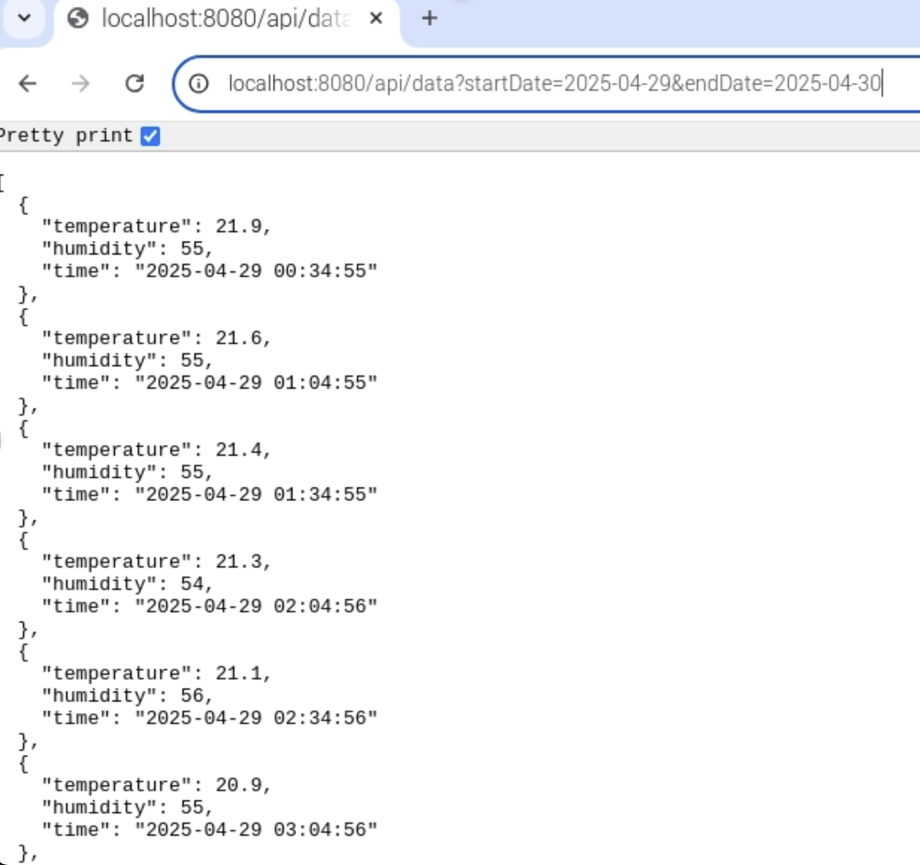 localhost:8080/api/data
localhost:8080/api/data?startDate=2025-04-29&endDate=2025-04-30
Pretty print
[
{
"temperature": 21.9,
"humidity": 55,
"time": "2025-04-29 00:34:55"
},
{
"temperature": 21.6,
"humidity": 55,
"time": "2025-04-29 01:04:55"
},
{
"temperature": 21.4,
"humidity": 55,
"time": "2025-04-29 01:34:55"
},
{
"temperature": 21.3,
"humidity": 54,
"time": "2025-04-29 02:04:56"
},
{
"temperature": 21.1,
"humidity": 56,
"time": "2025-04-29 02:34:56"
},
{
"temperature": 20.9,
"humidity": 55,
"time": "2025-04-29 03:04:56"
},